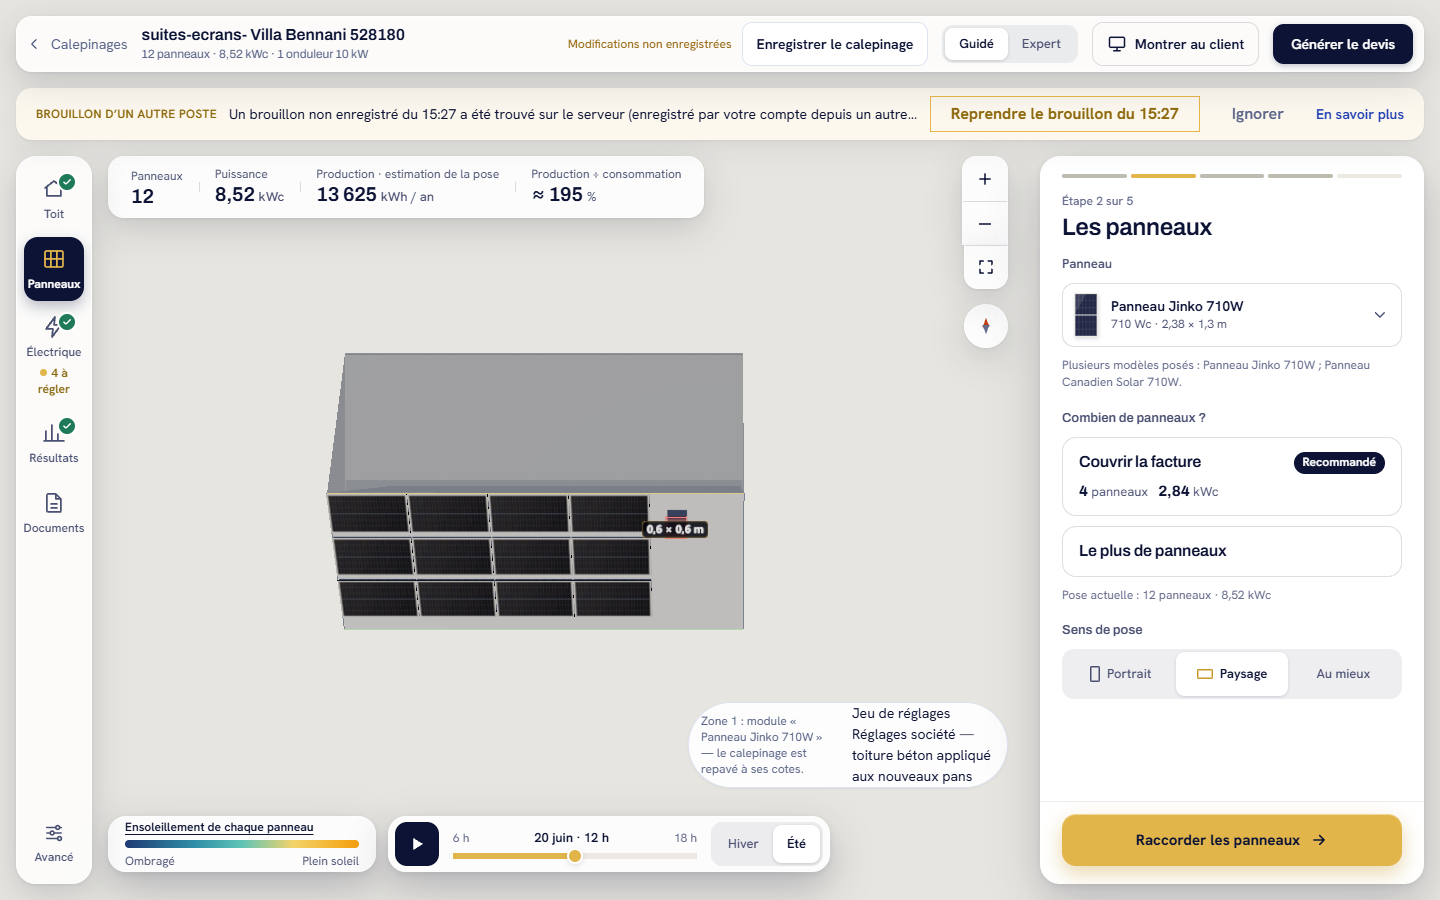 Calepinages
suites-ecrans- Villa Bennani 528180
12 panneaux · 8,52 kWc · 1 onduleur 10 kW
Modifications non enregistrées
Enregistrer le calepinage
Guidé
Expert
Montrer au client
Générer le devis
BROUILLON D’UN AUTRE POSTE
Un brouillon non enregistré du 15:27 a été trouvé sur le serveur (enregistré par votre compte depuis un autre…
Reprendre le brouillon du 15:27
Ignorer
En savoir plus
Toit
Panneaux
Électrique
4 à
régler
Résultats
Documents
Avancé
Panneaux
12
Puissance
8,52 kWc
Production · estimation de la pose
13 625 kWh / an
Production ÷ consommation
≈ 195 %
0,6 × 0,6 m
Zone 1 : module «
Panneau Jinko 710W »
— le calepinage est
repavé à ses cotes.
Jeu de réglages
Réglages société —
toiture béton appliqué
aux nouveaux pans
Ensoleillement de chaque panneau
Ombragé
Plein soleil
6 h
20 juin · 12 h
18 h
Hiver
Été
Étape 2 sur 5
Les panneaux
Panneau
Panneau Jinko 710W
710 Wc · 2,38 × 1,3 m
Plusieurs modèles posés : Panneau Jinko 710W ; Panneau
Canadien Solar 710W.
Combien de panneaux ?
Couvrir la facture
Recommandé
4 panneaux 2,84 kWc
Le plus de panneaux
Pose actuelle : 12 panneaux · 8,52 kWc
Sens de pose
Portrait
Paysage
Au mieux
Raccorder les panneaux